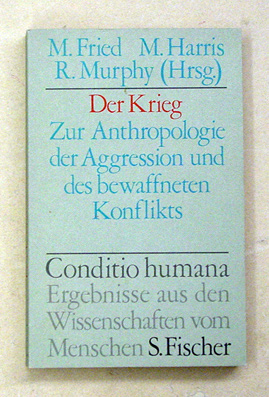 M. Fried M. Harris
R. Murphy (Hrsg.)
Der Krieg
Zur Anthropologie
der Aggression und
des bewaffneten
Konflikts
Conditio humana
Ergebnisse aus den
Wissenschaften vom
Menschen S. Fischer